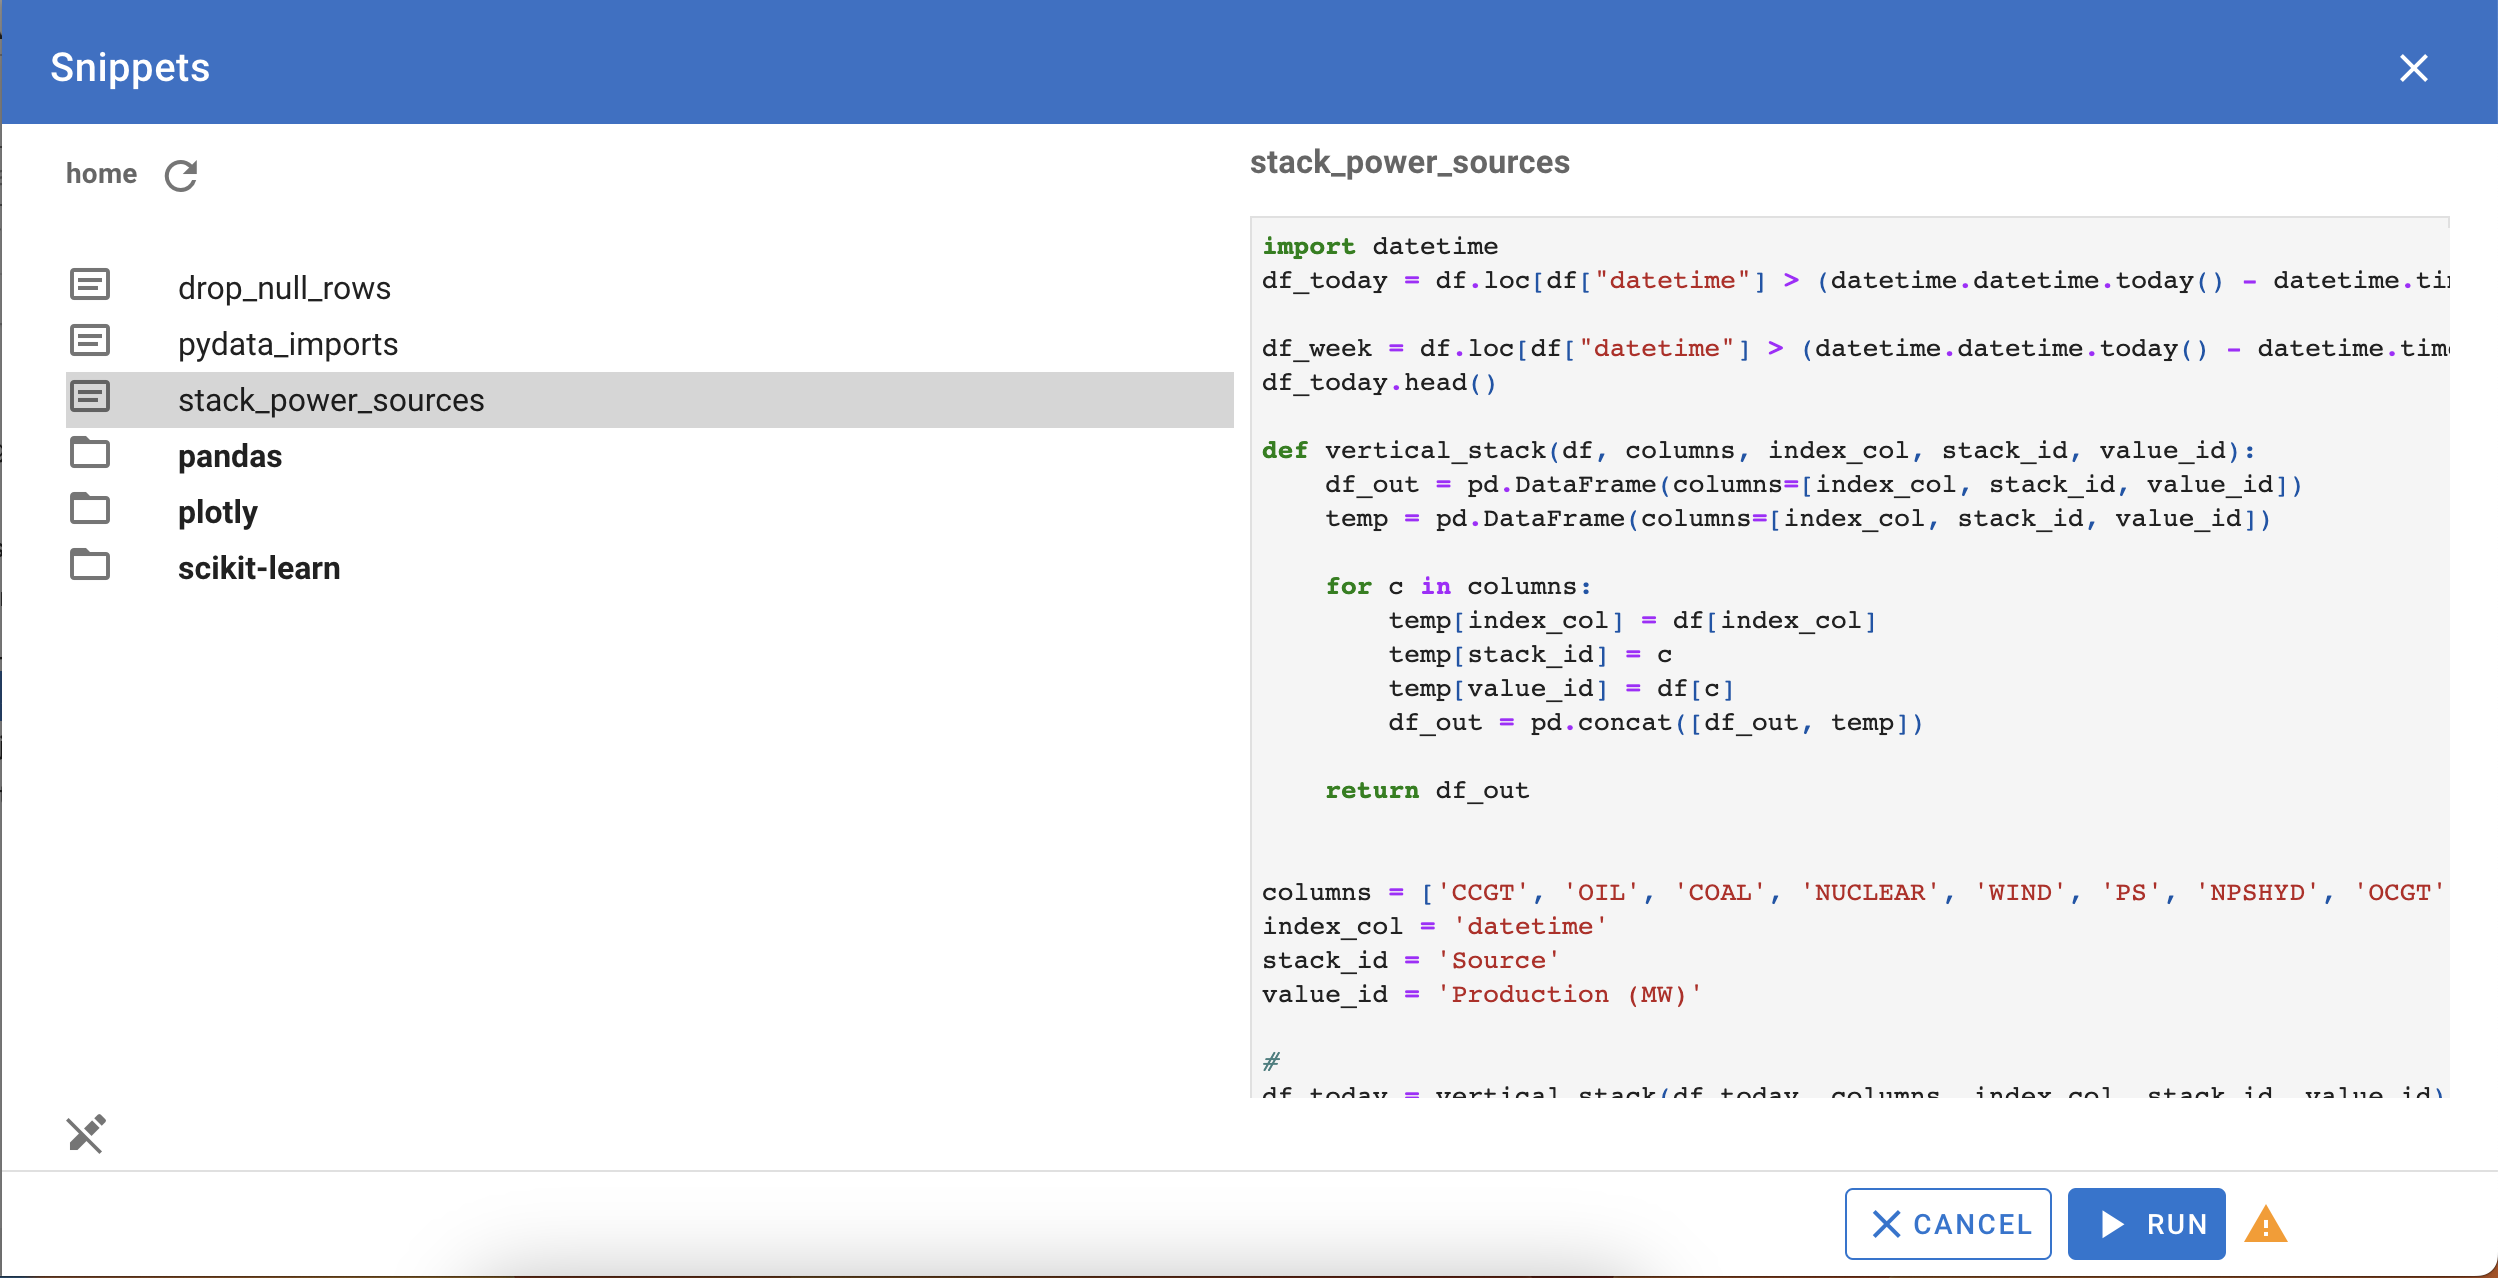 Snippets
home
drop_null_rows
pydata_imports
stack_power_sources
pandas
plotly
scikit-learn
stack_power_sources
import datetime
df_today = df.loc[df["datetime"] > (datetime.datetime.today() - datetime.
df_week = df.loc[df["datetime"] > (datetime.datetime.today() - datetime.
df_today.head()
def vertical_stack(df, columns, index_col, stack_id, value_id):
    df_out = pd.DataFrame(columns=[index_col, stack_id, value_id])
    temp = pd.DataFrame(columns=[index_col, stack_id, value_id])
    for c in columns:
        temp[index_col] = df[index_col]
        temp[stack_id] = c
        temp[value_id] = df[c]
        df_out = pd.concat([df_out, temp])
    return df_out
columns = ['CCGT', 'OIL', 'COAL', 'NUCLEAR', 'WIND', 'PS', 'NPSHYD', 'OCGT'
index_col = 'datetime'
stack_id = 'Source'
value_id = 'Production (MW)'
#
df_today = vertical_stack(df_today, columns, index_col, stack_id, value_id)
CANCEL
RUN